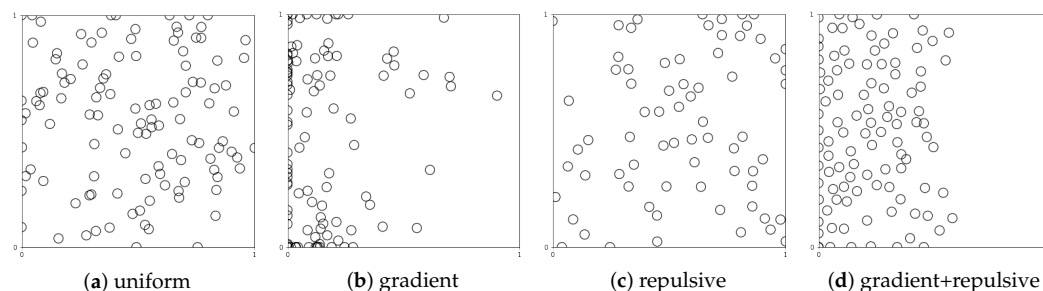 1 1 1 1
0 0 0 0
0 1 0 1 0 1 0 1
(a) uniform (b) gradient (c) repulsive (d) gradient+repulsive